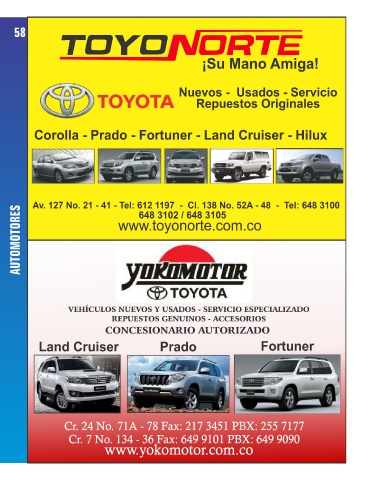 58
AUTOMOTORES
TOYONORTE
¡Su Mano Amiga!
TOYOTA
Nuevos - Usados - Servicio
Repuestos Originales
Corolla - Prado - Fortuner - Land Cruiser - Hilux
Av. 127 No. 21 - 41 - Tel: 612 1197 - Cl. 138 No. 52A - 48 - Tel: 648 3100
648 3102 / 648 3105
www.toyonorte.com.co
YOKOMOTOR
TOYOTA
VEHÍCULOS NUEVOS Y USADOS - SERVICIO ESPECIALIZADO
REPUESTOS GENUINOS - ACCESORIOS
CONCESIONARIO AUTORIZADO
Land Cruiser Prado Fortuner
Cr. 24 No. 71A - 78 Fax: 217 3451 PBX: 255 7177
Cr. 7 No. 134 - 36 Fax: 649 9101 PBX: 649 9090
www.yokomotor.com.co